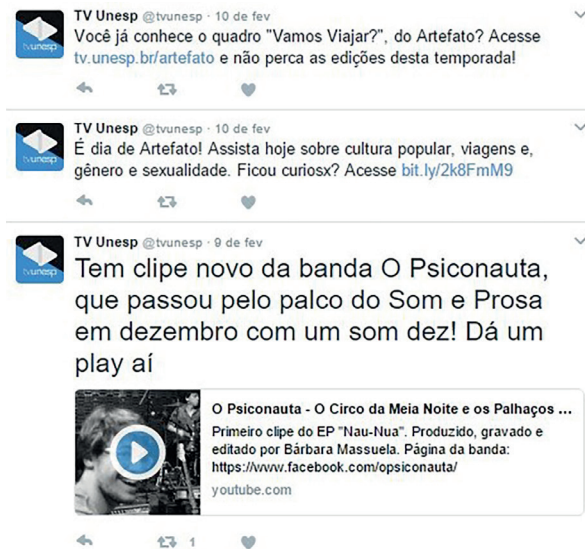 TV Unesp @tvunesp · 10 de fev
Você já conhece o quadro "Vamos Viajar?", do Artefato? Acesse
tv.unesp.br/artefato e não perca as edições desta temporada!
tvunesp
TV Unesp @tvunesp · 10 de fev
É dia de Artefato! Assista hoje sobre cultura popular, viagens e,
gênero e sexualidade. Ficou curiosx? Acesse bit.ly/2k8FmM9
tvunesp
TV Unesp @tvunesp · 9 de fev
Tem clipe novo da banda O Psiconauta,
que passou pelo palco do Som e Prosa
em dezembro com um som dez! Dá um
play aí
tvunesp
O Psiconauta - O Circo da Meia Noite e os Palhaços ...
Primeiro clipe do EP "Nau-Nua". Produzido, gravado e
editado por Bárbara Massuela. Página da banda:
https://www.facebook.com/opsiconauta/
youtube.com
1